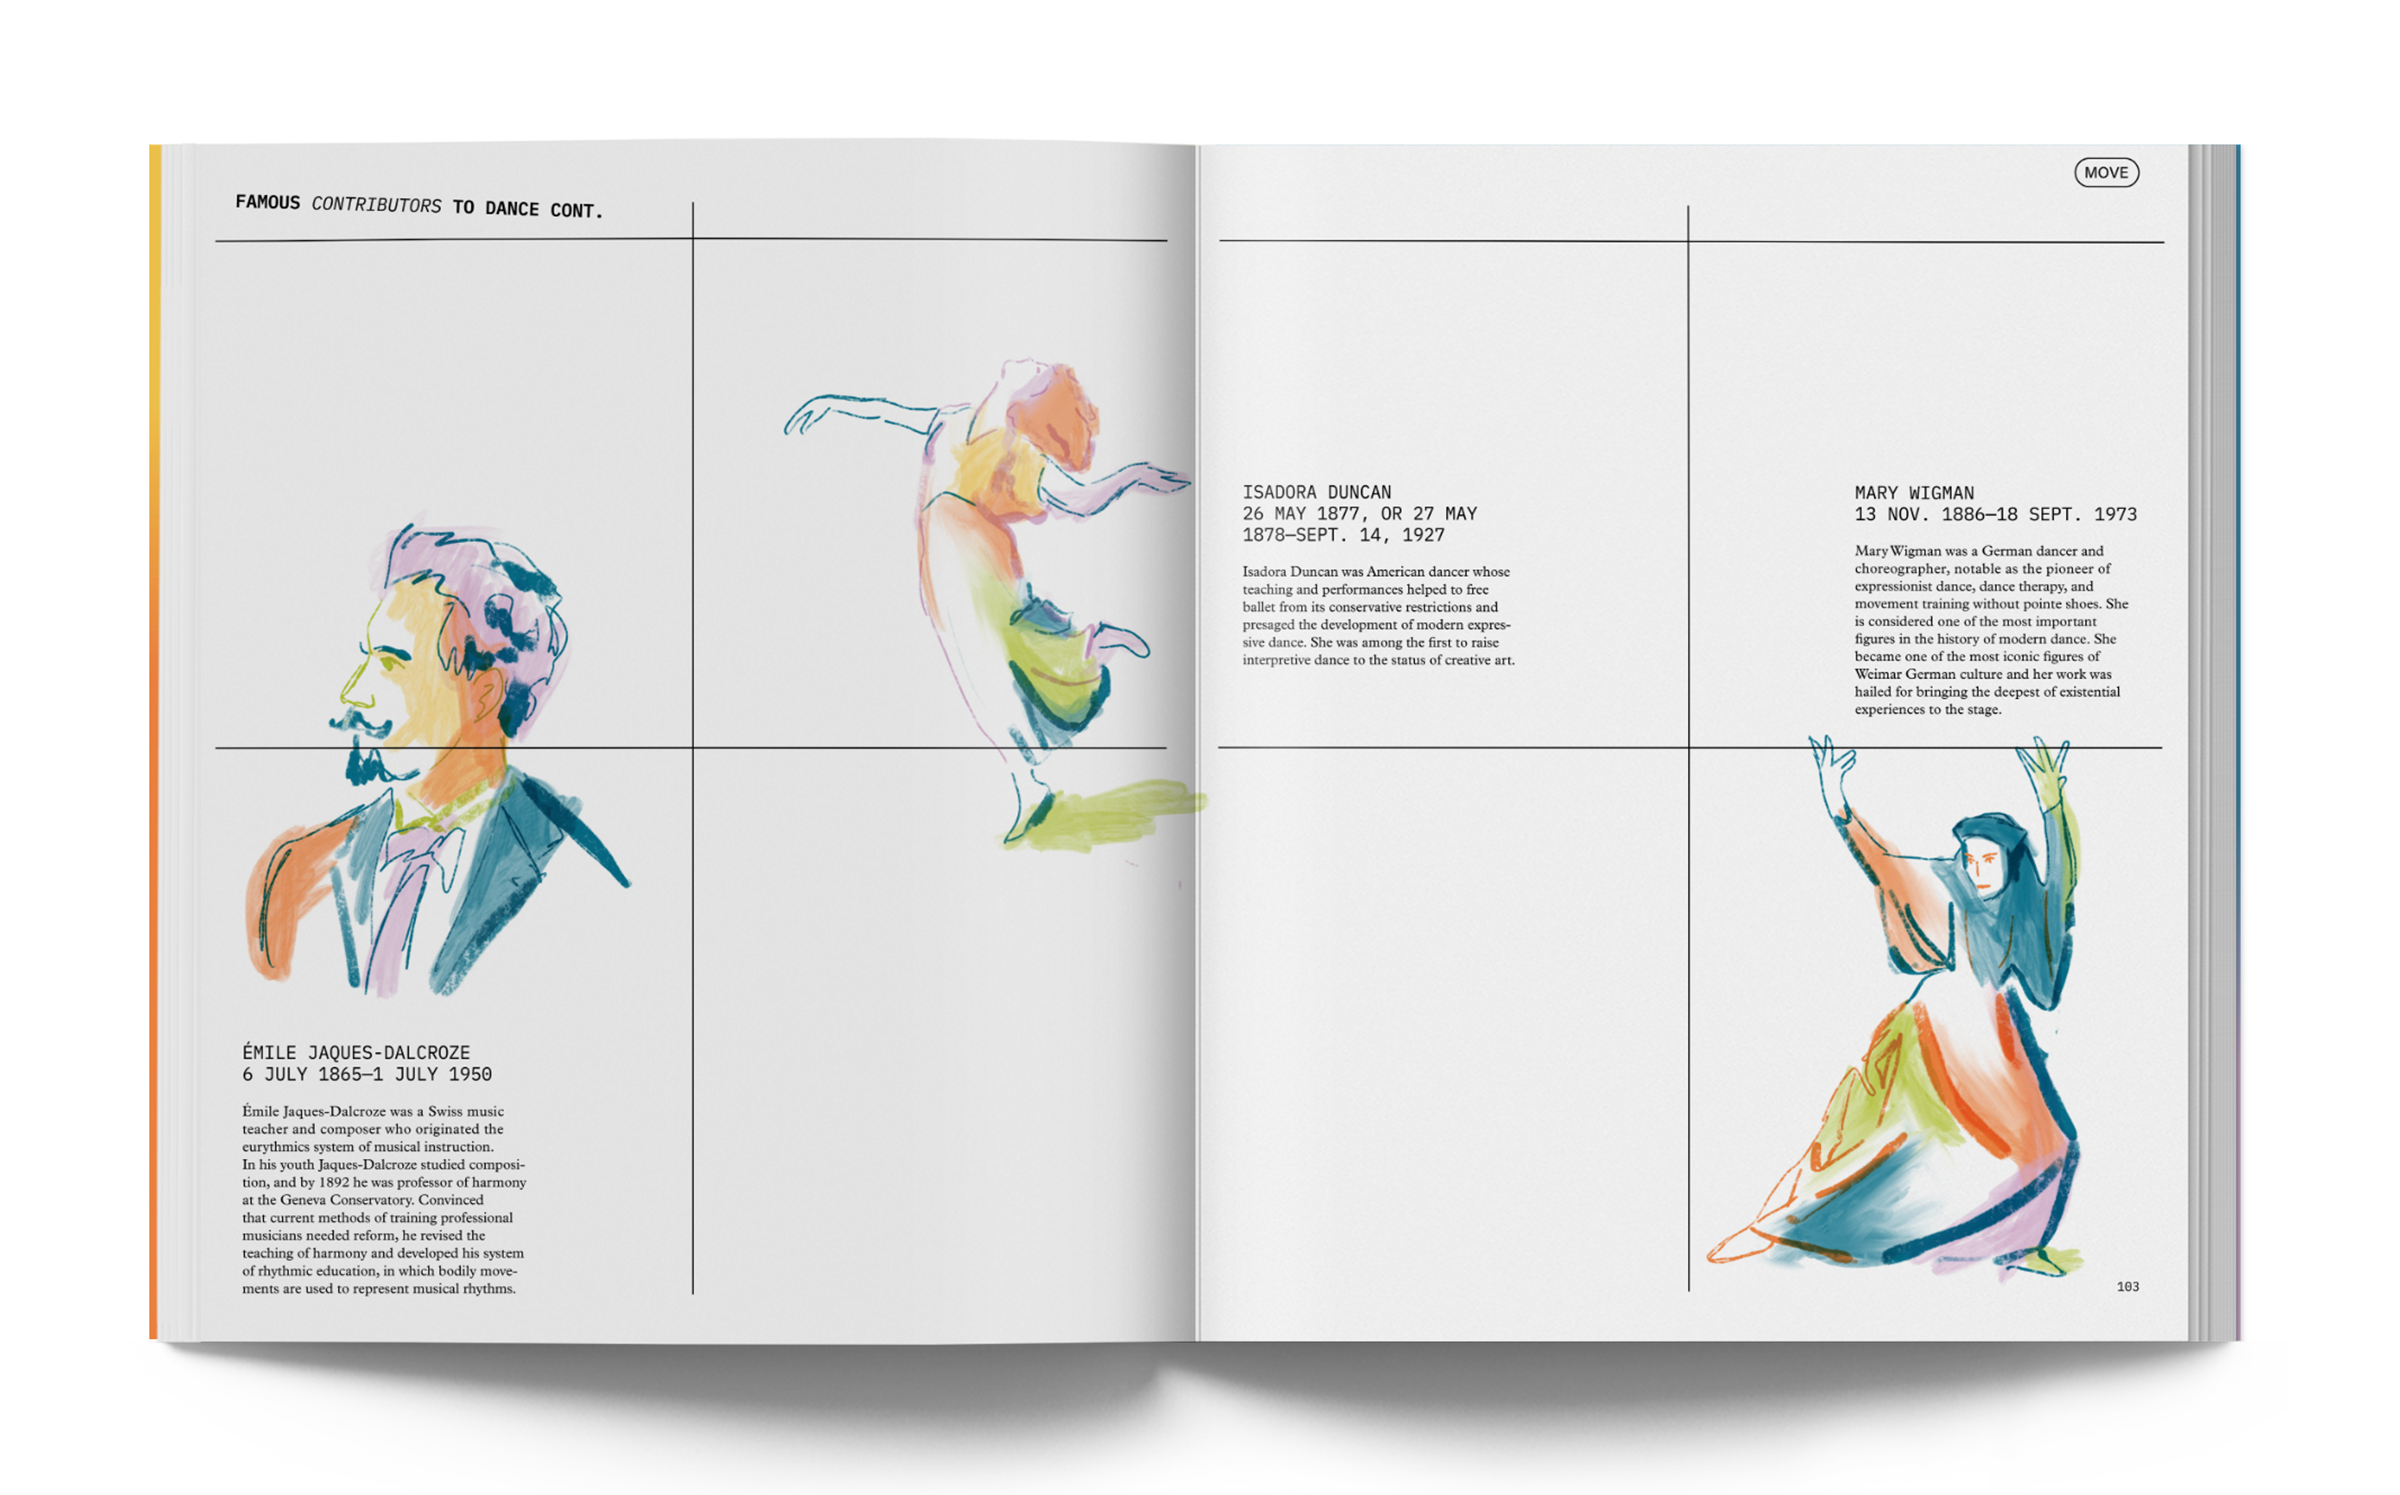 FAMOUS CONTRIBUTORS TO DANCE CONT.
ÉMILE JAQUES-DALCROZE
6 JULY 1865—1 JULY 1950
Émile Jaques-Dalcroze was a Swiss music
teacher and composer who originated the
eurythmics system of musical instruction.
In his youth Jaques-Dalcroze studied composi-
tion, and by 1892 he was professor of harmony
at the Geneva Conservatory. Convinced
that current methods of training professional
musicians needed reform, he revised the
teaching of harmony and developed his system
of rhythmic education, in which bodily move-
ments are used to represent musical rhythms.
MOVE
ISADORA DUNCAN
26 MAY 1877, OR 27 MAY
1878—SEPT. 14, 1927
Isadora Duncan was American dancer whose
teaching and performances helped to free
ballet from its conservative restrictions and
presaged the development of modern expres-
sive dance. She was among the first to raise
interpretive dance to the status of creative art.
MARY WIGMAN
13 NOV. 1886—18 SEPT. 1973
Mary Wigman was a German dancer and
choreographer, notable as the pioneer of
expressionist dance, dance therapy, and
movement training without pointe shoes. She
is considered one of the most important
figures in the history of modern dance. She
became one of the most iconic figures of
Weimar German culture and her work was
hailed for bringing the deepest of existential
experiences to the stage.
103